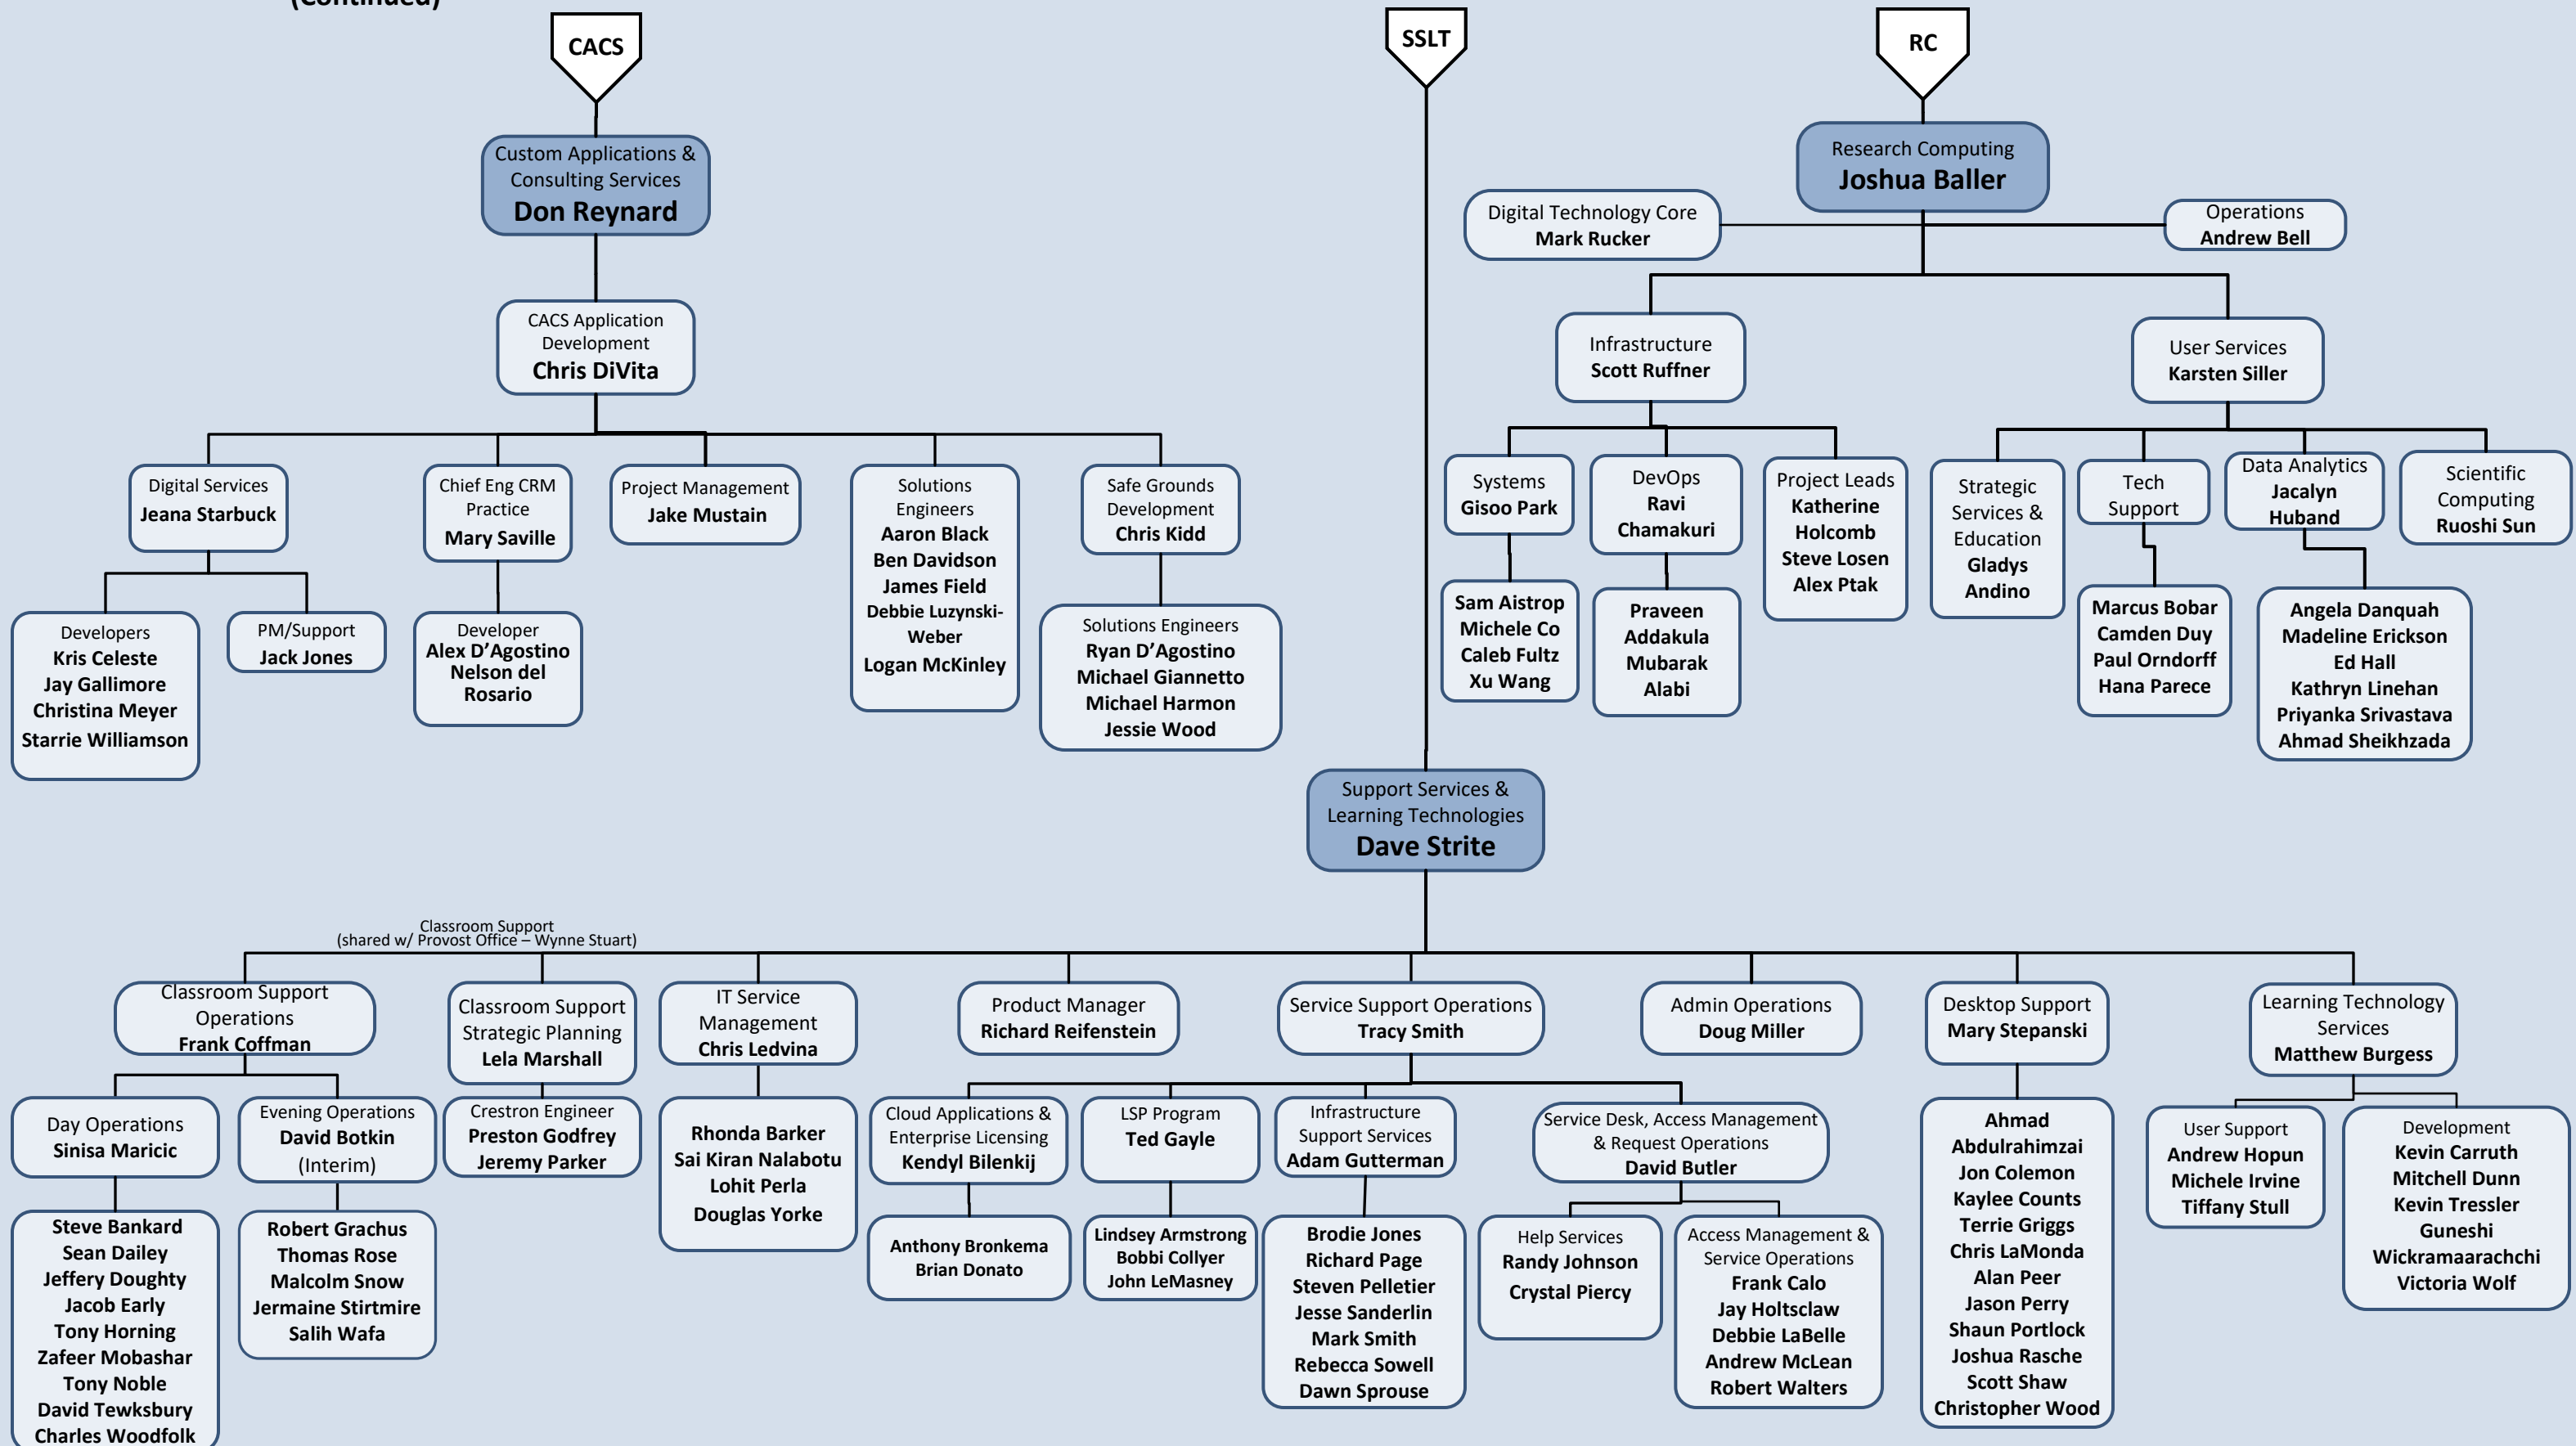 (Continued)
CACS
SSLT
RC
Custom Applications &
Consulting Services
Don Reynard
Research Computing
Joshua Baller
Digital Technology Core
Mark Rucker
Operations
Andrew Bell
CACS Application
Development
Chris DiVita
Infrastructure
Scott Ruffner
User Services
Karsten Siller
Digital Services
Jeana Starbuck
Chief Eng CRM
Practice
Mary Saville
Project Management
Jake Mustain
Solutions
Engineers
Aaron Black
Ben Davidson
James Field
Debbie Luzynski-
Weber
Logan McKinley
Safe Grounds
Development
Chris Kidd
Systems
Gisoo Park
DevOps
Ravi
Chamakuri
Project Leads
Katherine
Holcomb
Steve Losen
Alex Ptak
Strategic
Services &
Education
Gladys
Andino
Tech
Support
Data Analytics
Jacalyn
Huband
Scientific
Computing
Ruoshi Sun
Developers
Kris Celeste
Jay Gallimore
Christina Meyer
Starrie Williamson
PM/Support
Jack Jones
Developer
Alex D’Agostino
Nelson del
Rosario
Solutions Engineers
Ryan D’Agostino
Michael Giannetto
Michael Harmon
Jessie Wood
Sam Aistrop
Michele Co
Caleb Fultz
Xu Wang
Praveen
Addakula
Mubarak
Alabi
Marcus Bobar
Camden Duy
Paul Orndorff
Hana Parece
Angela Danquah
Madeline Erickson
Ed Hall
Kathryn Linehan
Priyanka Srivastava
Ahmad Sheikhzada
Support Services &
Learning Technologies
Dave Strite
Classroom Support
(shared w/ Provost Office – Wynne Stuart)
Classroom Support
Operations
Frank Coffman
Classroom Support
Strategic Planning
Lela Marshall
IT Service
Management
Chris Ledvina
Product Manager
Richard Reifenstein
Service Support Operations
Tracy Smith
Admin Operations
Doug Miller
Desktop Support
Mary Stepanski
Learning Technology
Services
Matthew Burgess
Day Operations
Sinisa Maricic
Evening Operations
David Botkin
(Interim)
Crestron Engineer
Preston Godfrey
Jeremy Parker
Rhonda Barker
Sai Kiran Nalabotu
Lohit Perla
Douglas Yorke
Cloud Applications &
Enterprise Licensing
Kendyl Bilenkij
LSP Program
Ted Gayle
Infrastructure
Support Services
Adam Gutterman
Service Desk, Access Management
& Request Operations
David Butler
Ahmad
Abdulrahimzai
Jon Colemon
Kaylee Counts
Terrie Griggs
Chris LaMonda
Alan Peer
Jason Perry
Shaun Portlock
Joshua Rasche
Scott Shaw
Christopher Wood
User Support
Andrew Hopun
Michele Irvine
Tiffany Stull
Development
Kevin Carruth
Mitchell Dunn
Kevin Tressler
Guneshi
Wickramaarachchi
Victoria Wolf
Steve Bankard
Sean Dailey
Jeffery Doughty
Jacob Early
Tony Horning
Zafeer Mobashar
Tony Noble
David Tewksbury
Charles Woodfolk
Robert Grachus
Thomas Rose
Malcolm Snow
Jermaine Stirtmire
Salih Wafa
Anthony Bronkema
Brian Donato
Lindsey Armstrong
Bobbi Collyer
John LeMasney
Brodie Jones
Richard Page
Steven Pelletier
Jesse Sanderlin
Mark Smith
Rebecca Sowell
Dawn Sprouse
Help Services
Randy Johnson
Crystal Piercy
Access Management &
Service Operations
Frank Calo
Jay Holtsclaw
Debbie LaBelle
Andrew McLean
Robert Walters